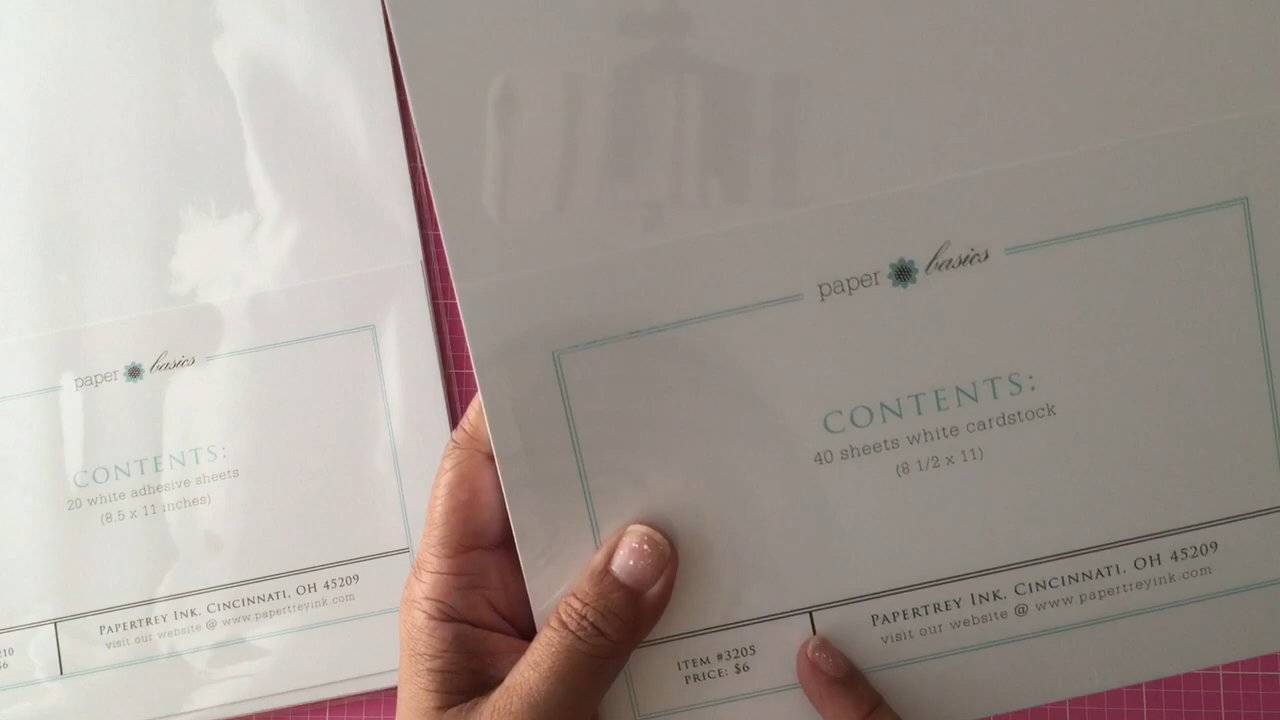 paper basics
CONTENTS:
20 white adhesive sheets
(8.5 x 11 inches)
PAPERTREY INK, CINCINNATI, OH 45209
visit our website @ www.papertreyink.com
paper basics
CONTENTS:
40 sheets white cardstock
(8 1/2 x 11)
ITEM #3205
PRICE: $6
PAPERTREY INK, CINCINNATI, OH 45209
visit our website @ www.papertreyink.com